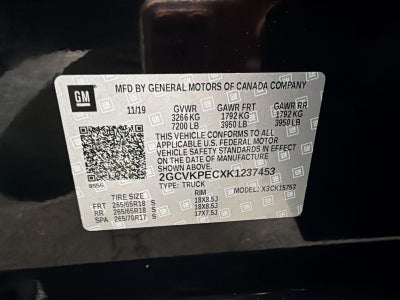 GM
MFD BY GENERAL MOTORS OF CANADA COMPANY
11/19 GVWR GAWR FRT GAWR RR
3266 KG 1792 KG 1792 KG
7200 LB 3950 LB 3950 LB
THIS VEHICLE CONFORMS TO ALL
APPLICABLE U.S. FEDERAL MOTOR
VEHICLE SAFETY STANDARDS
IN EFFECT ON THE DATE OF
MANUFACTURE
SHOWN ABOVE
2GCVKPECXK1237453
TYPE: TRUCK MODEL: X3CK15753
TIRE SIZE RIM
FRT 265/65R18 S 18X8.5J
RR 265/65R18 S 18X8.5J
SPA 265/70R17 S 17X7.5J